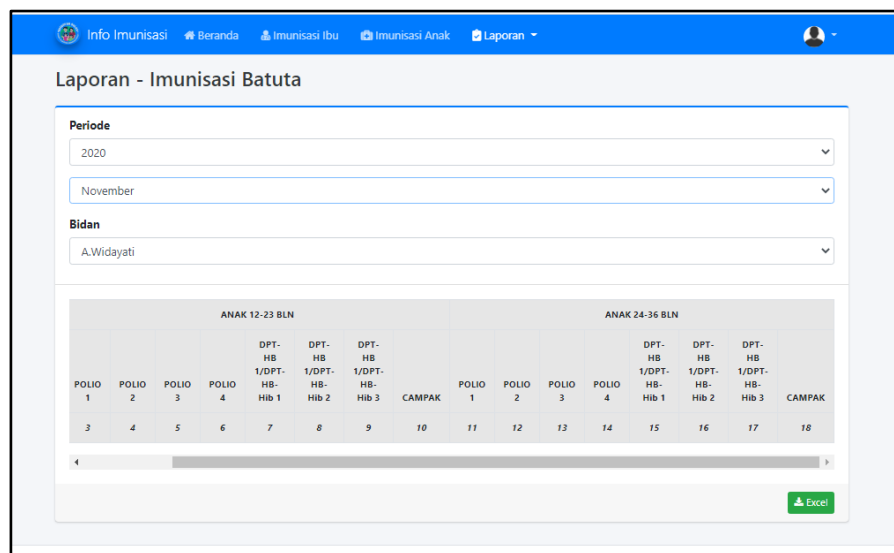 Info Imunisasi Beranda Imunisasi Ibu Imunisasi Anak Laporan
Laporan - Imunisasi Batuta
Periode
2020
November
Bidan
A.Widayati
ANAK 12-23 BLN ANAK 24-36 BLN
DPT- DPT- DPT- DPT- DPT- DPT-
HB HB HB HB HB HB
1/DPT- 1/DPT- 1/DPT- 1/DPT- 1/DPT- 1/DPT-
POLIO POLIO POLIO POLIO HB- HB- HB- POLIO POLIO POLIO POLIO HB- HB- HB-
1 2 3 4 Hib 1 Hib 2 Hib 3 CAMPAK 1 2 3 4 Hib 1 Hib 2 Hib 3 CAMPAK
3 4 5 6 7 8 9 10 11 12 13 14 15 16 17 18
Excel